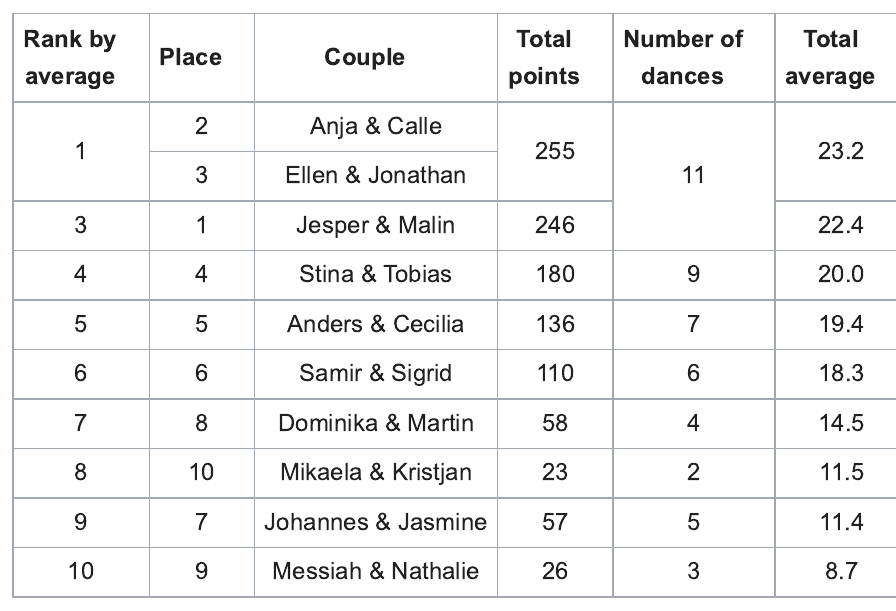 Rank by average Place Couple Total points Number of dances Total average
1 2 Anja & Calle 255 11 23.2
3 Ellen & Jonathan
3 1 Jesper & Malin 246 22.4
4 4 Stina & Tobias 180 9 20.0
5 5 Anders & Cecilia 136 7 19.4
6 6 Samir & Sigrid 110 6 18.3
7 8 Dominika & Martin 58 4 14.5
8 10 Mikaela & Kristjan 23 2 11.5
9 7 Johannes & Jasmine 57 5 11.4
10 9 Messiah & Nathalie 26 3 8.7